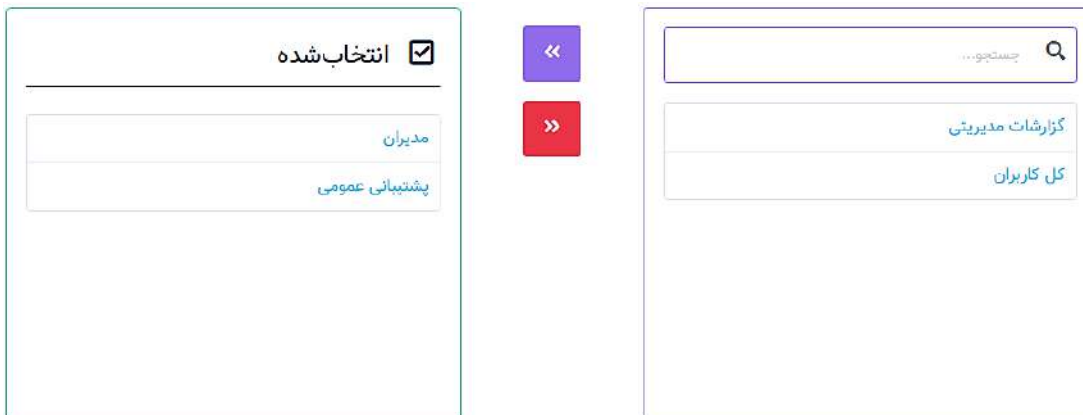 جستجو...
گزارشات مدیریتی
کل کاربران
»
«
انتخاب‌شده
مدیران
پشتیبانی عمومی